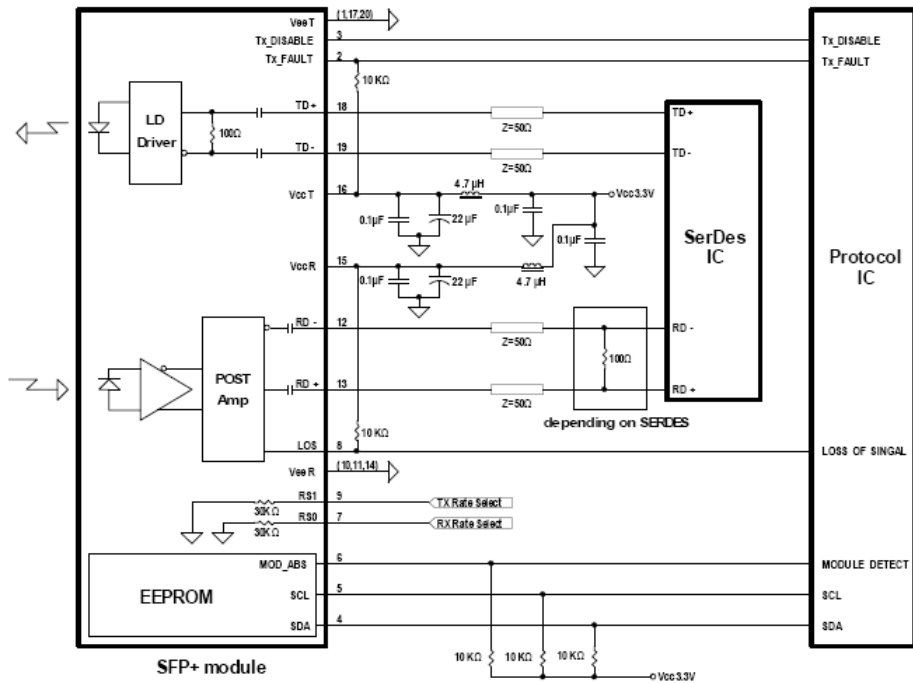 VeeT (1,17,20)
Tx_DISABLE 3 Tx_DISABLE
Tx_FAULT 2 Tx_FAULT
10 KΩ
LD
Driver
100Ω
TD+ 18 Z=50Ω TD+
TD- 19 Z=50Ω TD-
VccT 16 4.7 μH Vcc3.3V
0.1μF 22 μF 0.1μF
0.1μF
SerDes
IC
Protocol
IC
VccR 15
0.1μF 22 μF 4.7 μH
POST
Amp
RD - 12 Z=50Ω RD -
100Ω
RD + 13 Z=50Ω RD +
depending on SERDES
10 KΩ
LOS 8 LOSS OF SINGAL
VeeR (10,11,14)
RS1 9 TX Rate Select
30KΩ
RS0 7 RX Rate Select
30KΩ
EEPROM
MOD_ABS 6 MODULE DETECT
SCL 5 SCL
SDA 4 SDA
10 KΩ 10 KΩ 10 KΩ
Vcc3.3V
SFP+ module